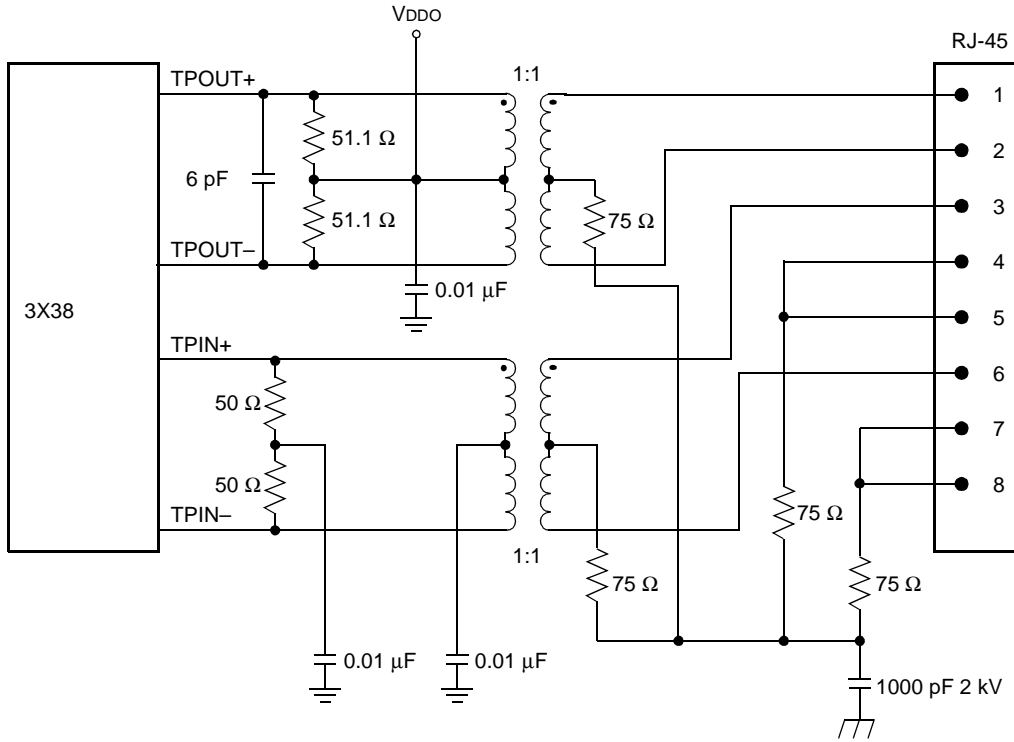 VDDO
RJ-45
1:1
TPOUT+
1
51.1 Ω
2
6 pF
3
51.1 Ω
75 Ω
TPOUT–
4
0.01 μF
3X38
5
TPIN+
6
50 Ω
7
50 Ω
8
TPIN–
75 Ω
1:1
75 Ω
75 Ω
0.01 μF
0.01 μF
1000 pF 2 kV